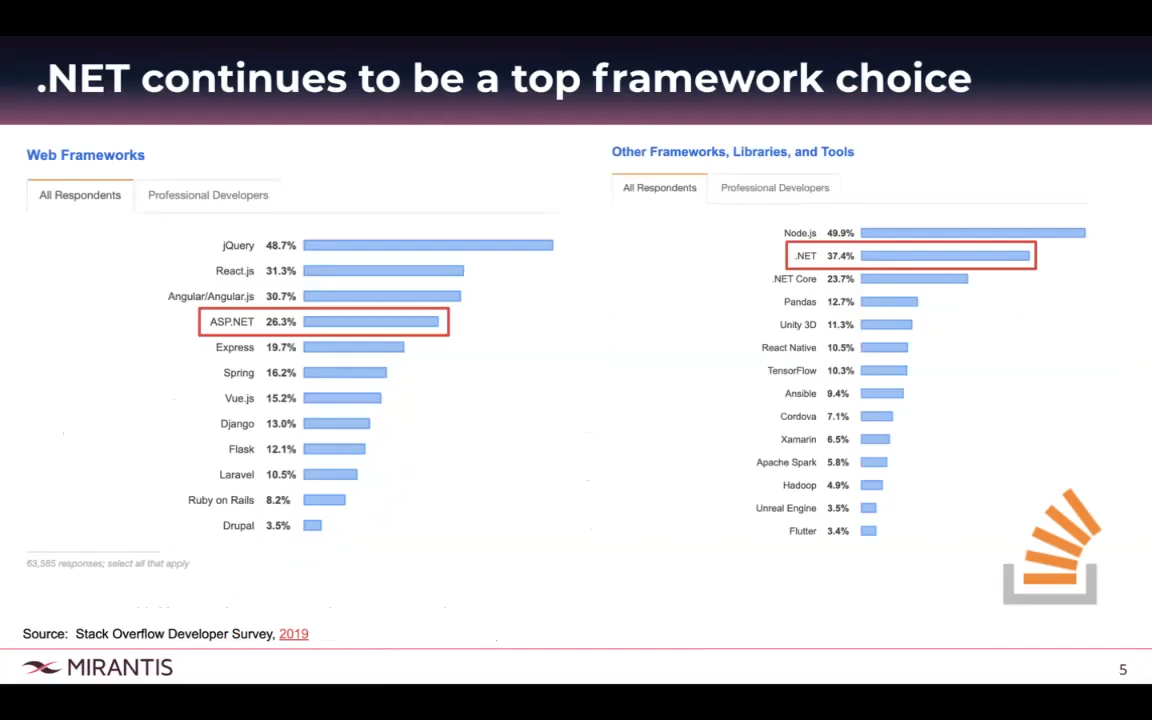 .NET continues to be a top framework choice
Web Frameworks
All Respondents
Professional Developers
jQuery 48.7%
React.js 31.3%
Angular/Angular.js 30.7%
ASP.NET 26.3%
Express 19.7%
Spring 16.2%
Vue.js 15.2%
Django 13.0%
Flask 12.1%
Laravel 10.5%
Ruby on Rails 8.2%
Drupal 3.5%
63,585 responses; select all that apply
Other Frameworks, Libraries, and Tools
All Respondents
Professional Developers
Node.js 49.9%
.NET 37.4%
.NET Core 23.7%
Pandas 12.7%
Unity 3D 11.3%
React Native 10.5%
TensorFlow 10.3%
Ansible 9.4%
Cordova 7.1%
Xamarin 6.5%
Apache Spark 5.8%
Hadoop 4.9%
Unreal Engine 3.5%
Flutter 3.4%
Source: Stack Overflow Developer Survey, 2019
MIRANTIS
5